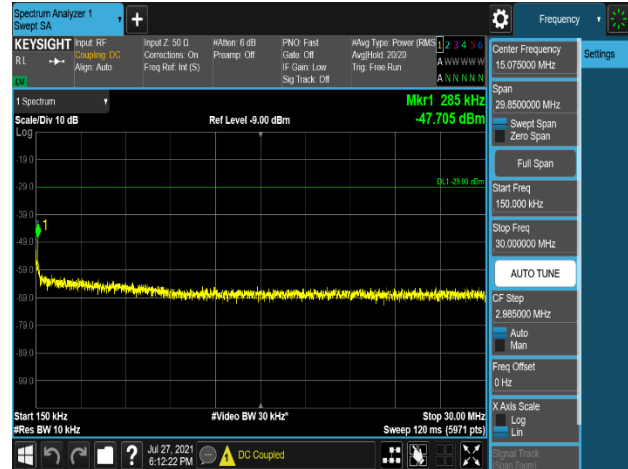 Spectrum Analyzer 1
Swept SA
+
Frequency
KEYSIGHT
Input: RF
Coupling: DC
Align: Auto
Input Z: 50 Ω
Corrections: On
Freq Ref: Int (S)
#Atten: 6 dB
Preamp: Off
PNO: Fast
Gate: Off
IF Gain: Low
Sig Track: Off
#Avg Type: Power (RMS
Avg|Hold: 20/20
Trig: Free Run
1 2 3 4 5 6
A W W W W W
A N N N N N
R L
Center Frequency
15.075000 MHz
Settings
Span
29.8500000 MHz
Swept Span
Zero Span
Full Span
Start Freq
150.000 kHz
Stop Freq
30.000000 MHz
AUTO TUNE
CF Step
2.985000 MHz
Auto
Man
Freq Offset
0 Hz
X Axis Scale
Log
Lin
Signal Track
(Span Zoom)
1 Spectrum
Scale/Div 10 dB
Ref Level -9.00 dBm
Mkr1 285 kHz
-47.705 dBm
Log
-19.0
-29.0
-39.0
-49.0
-59.0
-69.0
-79.0
-89.0
-99.0
DL1 -29.00 dBm
1
Start 150 kHz
#Video BW 30 kHz*
Stop 30.00 MHz
#Res BW 10 kHz
Sweep 120 ms (5971 pts)
?
Jul 27, 2021
6:12:22 PM
DC Coupled